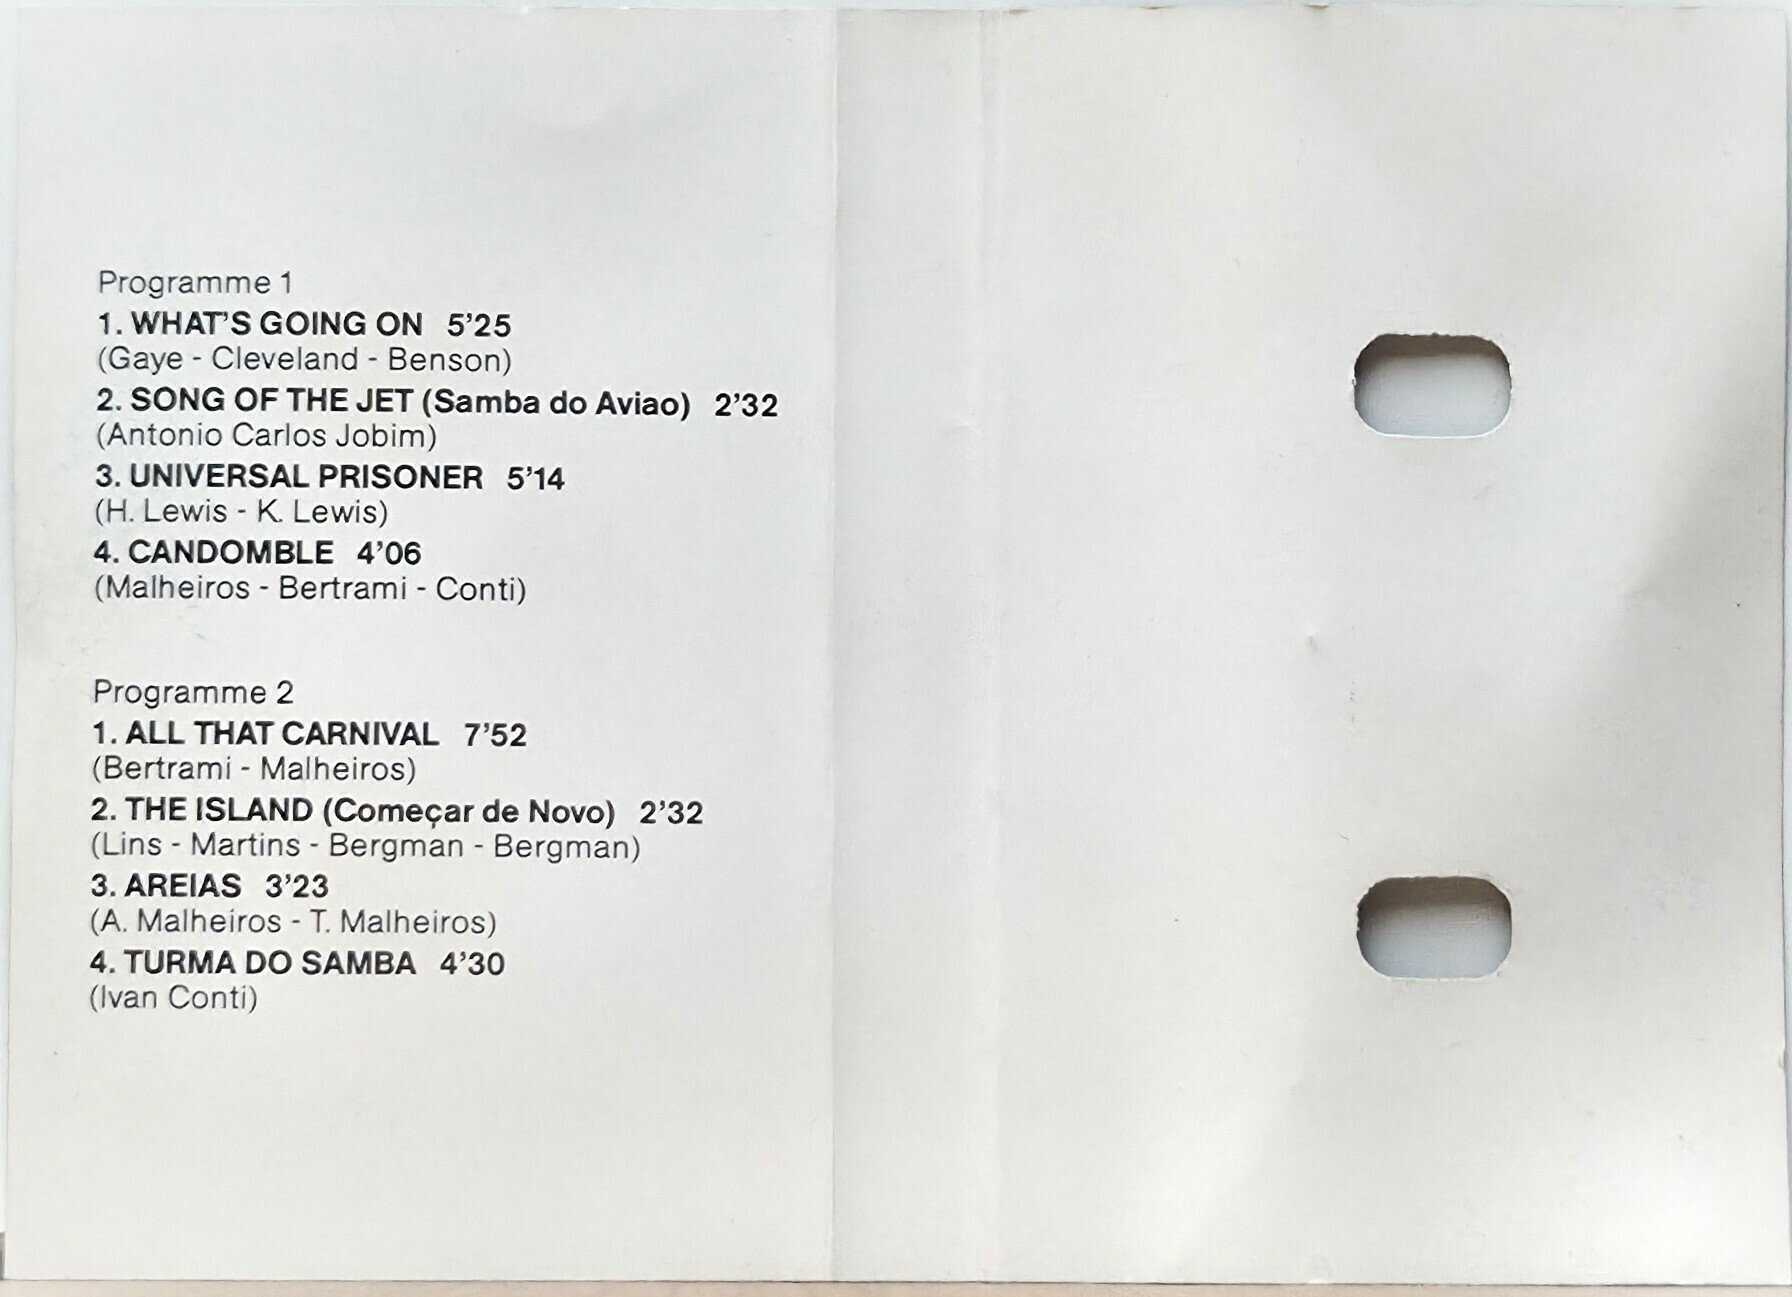 Programme 1
1. WHAT'S GOING ON 5'25
(Gaye - Cleveland - Benson)
2. SONG OF THE JET (Samba do Aviao) 2'32
(Antonio Carlos Jobim)
3. UNIVERSAL PRISONER 5'14
(H. Lewis - K. Lewis)
4. CANDOMBLE 4'06
(Malheiros - Bertrami - Conti)
Programme 2
1. ALL THAT CARNIVAL 7'52
(Bertrami - Malheiros)
2. THE ISLAND (Começar de Novo) 2'32
(Lins - Martins - Bergman - Bergman)
3. AREIAS 3'23
(A. Malheiros - T. Malheiros)
4. TURMA DO SAMBA 4'30
(Ivan Conti)